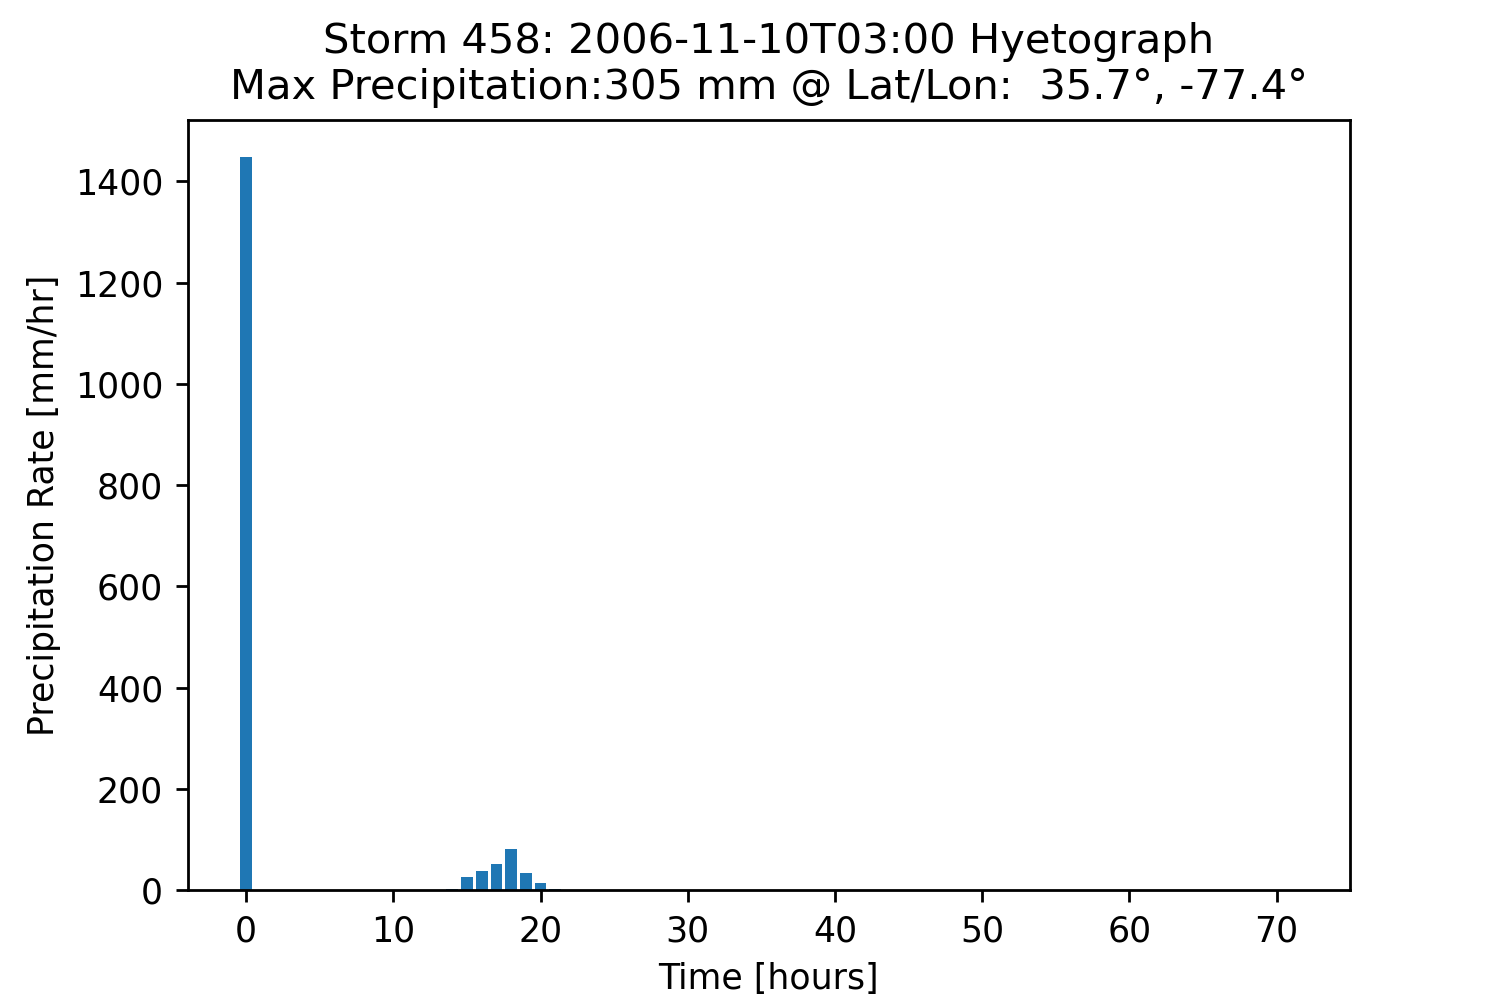 Storm 458: 2006-11-10T03:00 Hyetograph
Max Precipitation:305 mm @ Lat/Lon:  35.7°, -77.4°
1400
1200
1000
800
600
400
200
0
Precipitation Rate [mm/hr]
0 10 20 30 40 50 60 70
Time [hours]